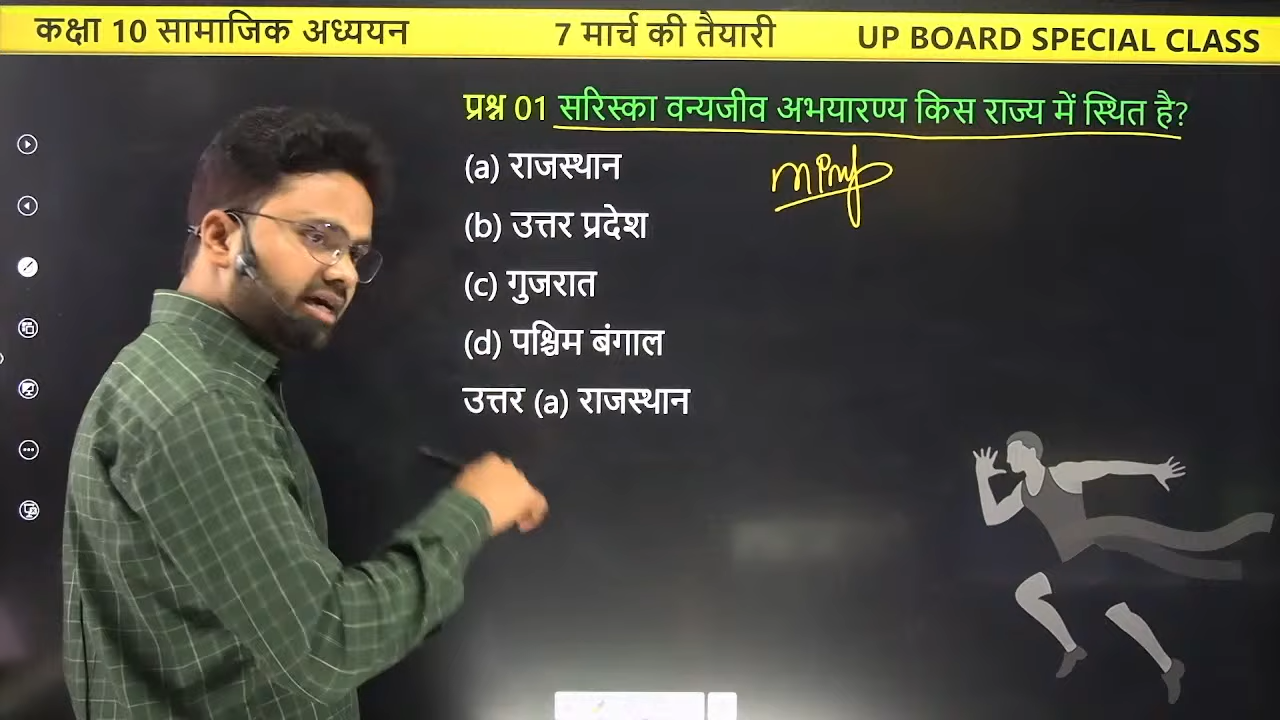 कक्षा 10 सामाजिक अध्ययन 7 मार्च की तैयारी UP BOARD SPECIAL CLASS
प्रश्न 01 सरिस्का वन्यजीव अभयारण्य किस राज्य में स्थित है?
(a) राजस्थान
(b) उत्तर प्रदेश
(c) गुजरात
(d) पश्चिम बंगाल
उत्तर (a) राजस्थान